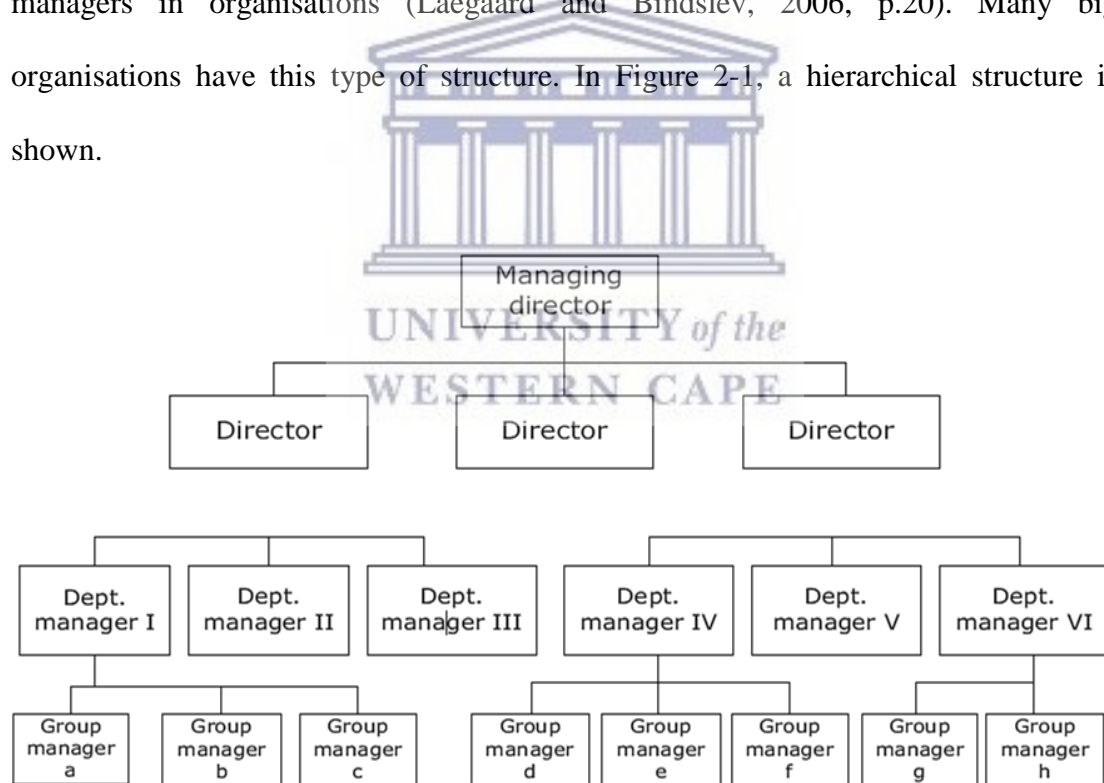 managers in organisations (Laegaard and Bindslev, 2006, p.20). Many
organisations have this type of structure. In Figure 2-1, a hierarchical structure
shown.
Managing
director
UNIVERSITY of the
WESTERN CAPE
Director Director Director
Dept. Dept. Dept. Dept. Dept. Dept.
manager I manager II manager III manager IV manager V manager VI
Group Group Group Group Group Group Group Group
manager manager manager manager manager manager manager manager
a b c d e f g h